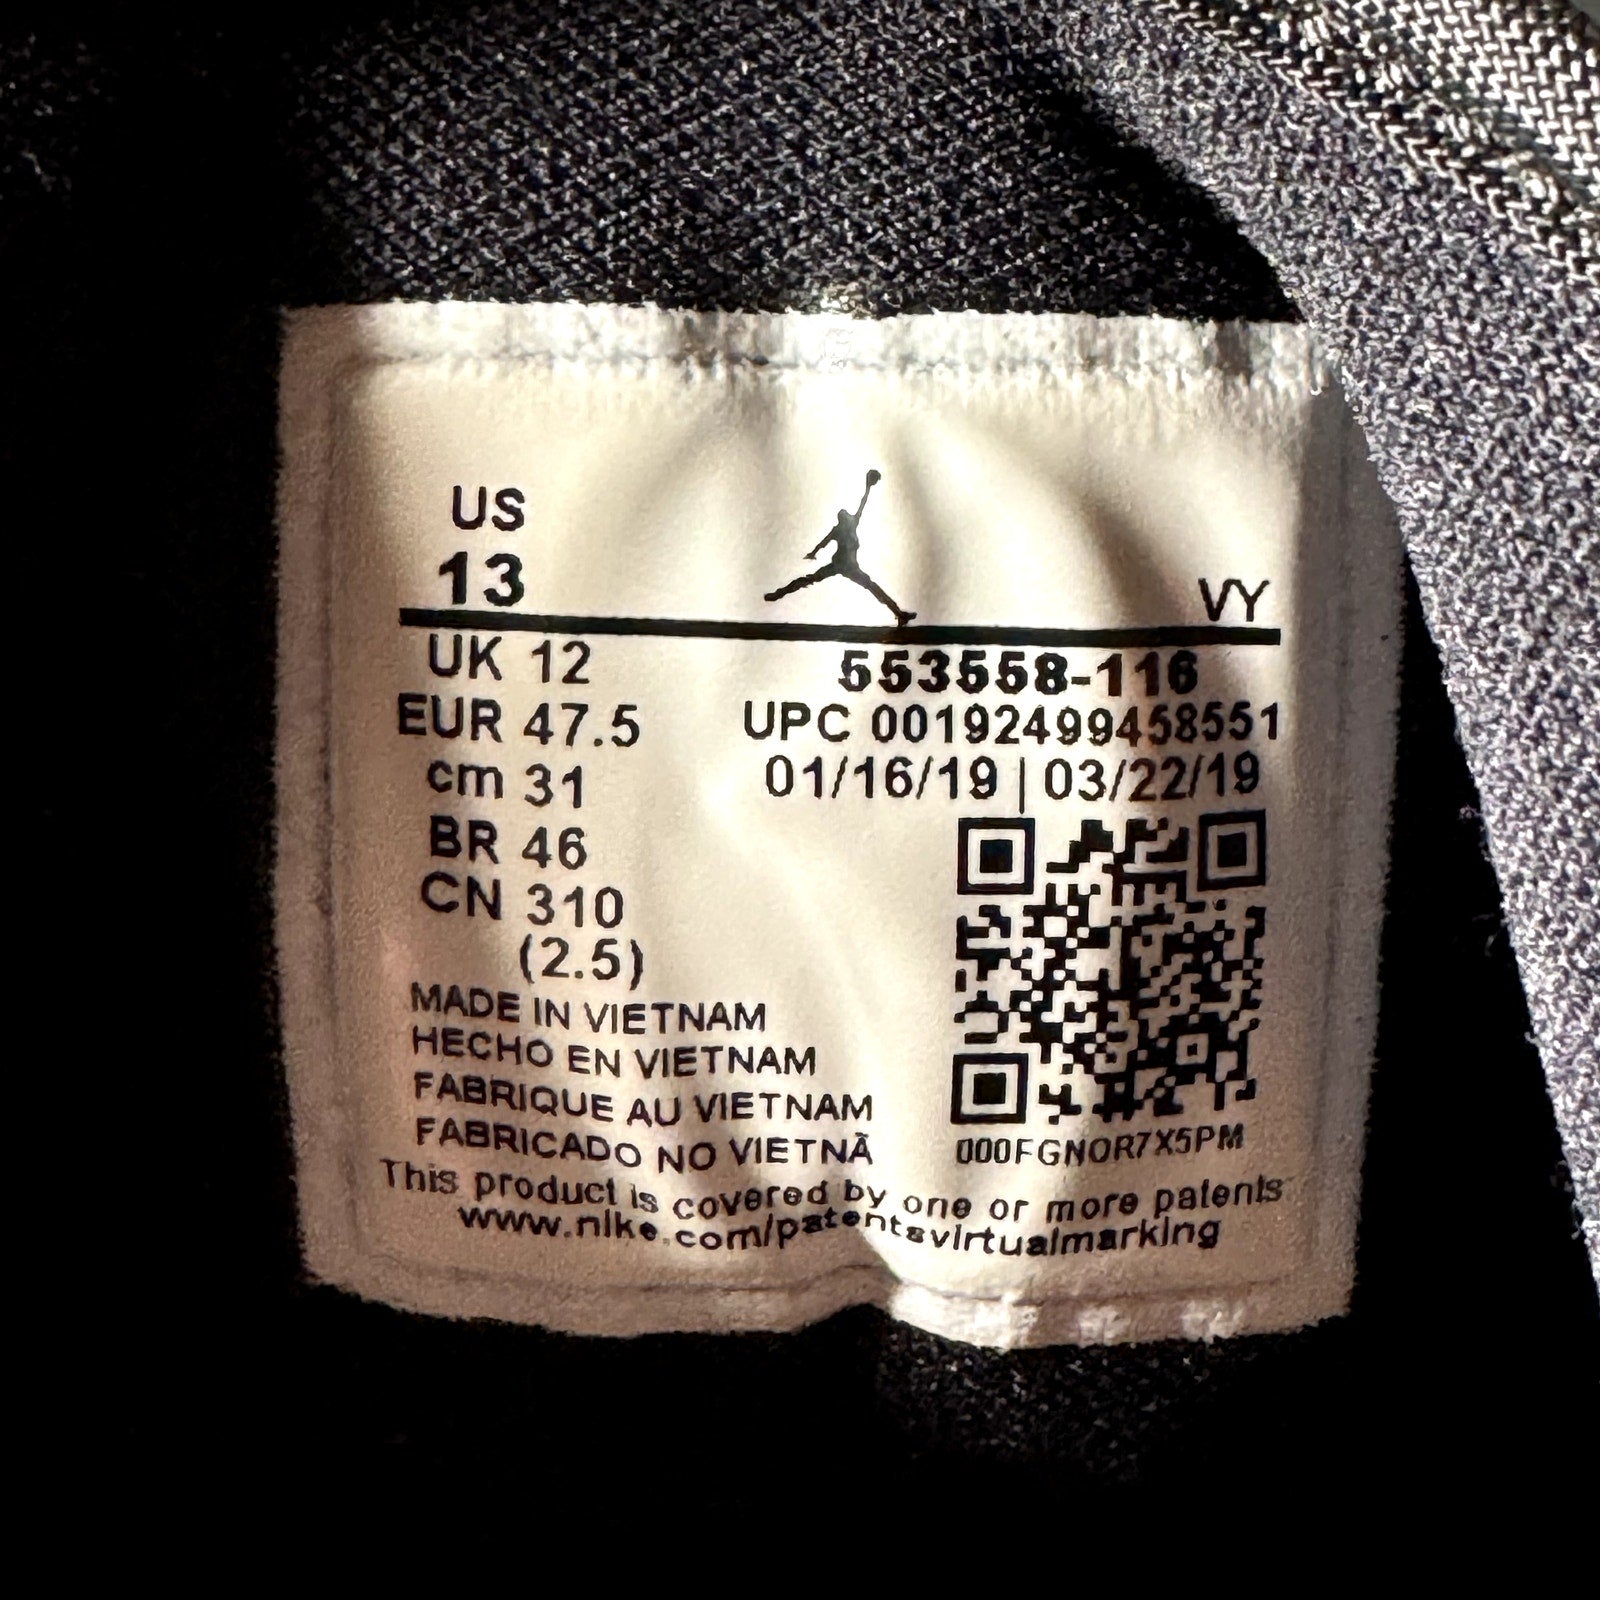 US
13
VY
UK 12
553558-116
EUR 47.5
UPC 00192499458551
cm 31
01/16/19 | 03/22/19
BR 46
CN 310
(2.5)
MADE IN VIETNAM
HECHO EN VIETNAM
FABRIQUE AU VIETNAM
FABRICADO NO VIETNÃ
000FGNOR7X5PM
This product is covered by one or more patents
www.nike.com/patentsvirtualmarking